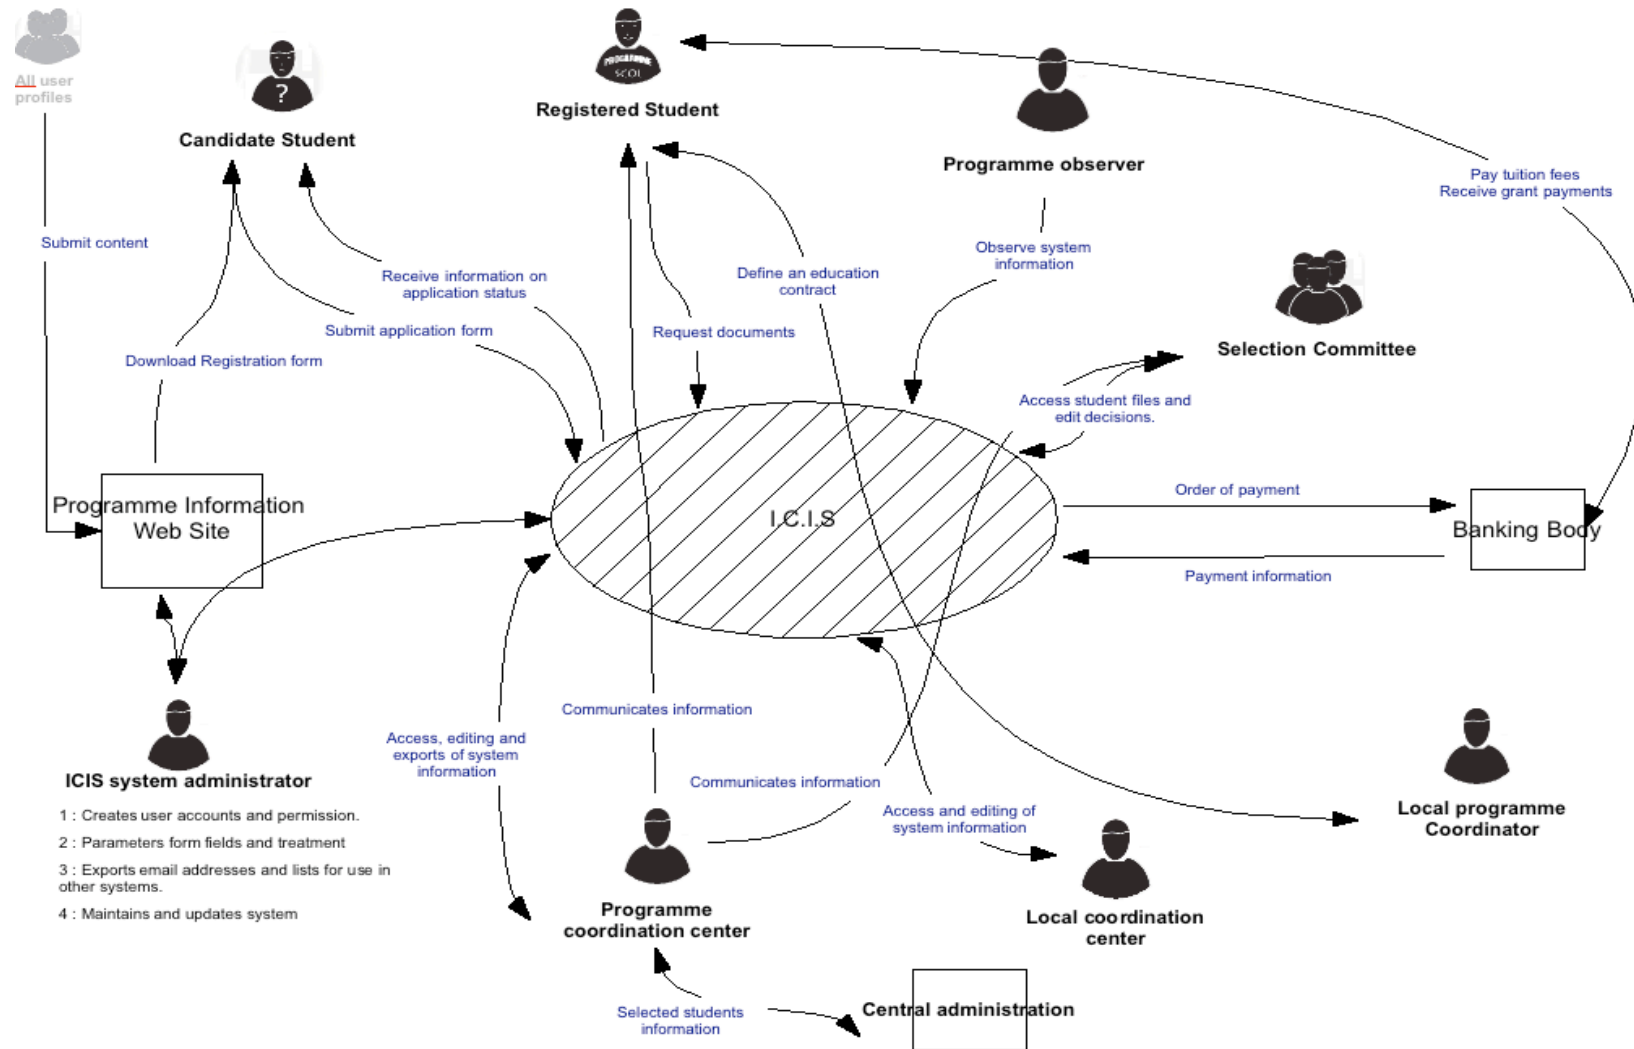 All user
profiles
Candidate Student
?
PROGRAMME
SCOL
Registered Student
Programme observer
Pay tuition fees
Receive grant payments
Submit content
Receive information on
application status
Submit application form
Download Registration form
Define an education
contract
Request documents
Observe system
information
Selection Committee
Access student files and
edit decisions.
Programme Information
Web Site
I.C.I.S
Order of payment
Banking Body
Payment information
ICIS system administrator
1 : Creates user accounts and permission.
2 : Parameters form fields and treatment
3 : Exports email addresses and lists for use in
other systems.
4 : Maintains and updates system
Access, editing and
exports of system
information
Communicates information
Communicates information
Access and editing of
system information
Local programme
Coordinator
Programme
coordination center
Local coordination
center
Selected students
information
Central administration